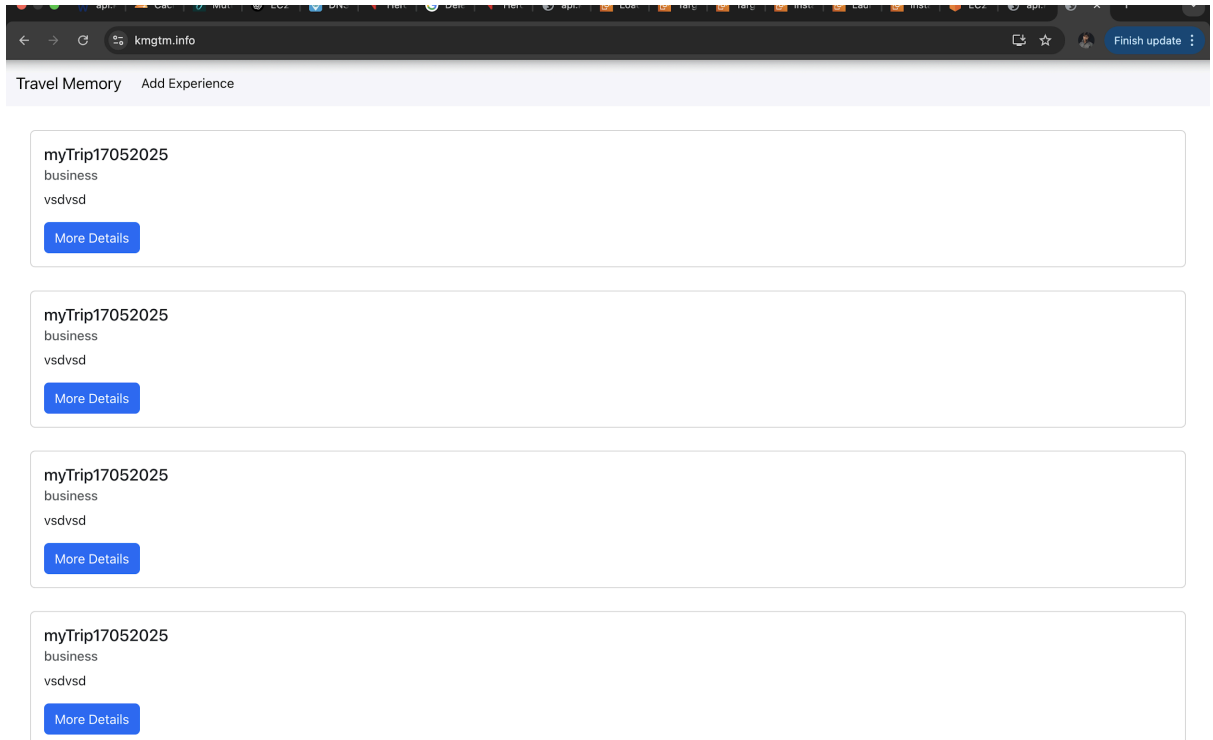 kmgtm.info
Finish update
Travel Memory Add Experience
myTrip17052025
business
vsdvsd
More Details
myTrip17052025
business
vsdvsd
More Details
myTrip17052025
business
vsdvsd
More Details
myTrip17052025
business
vsdvsd
More Details